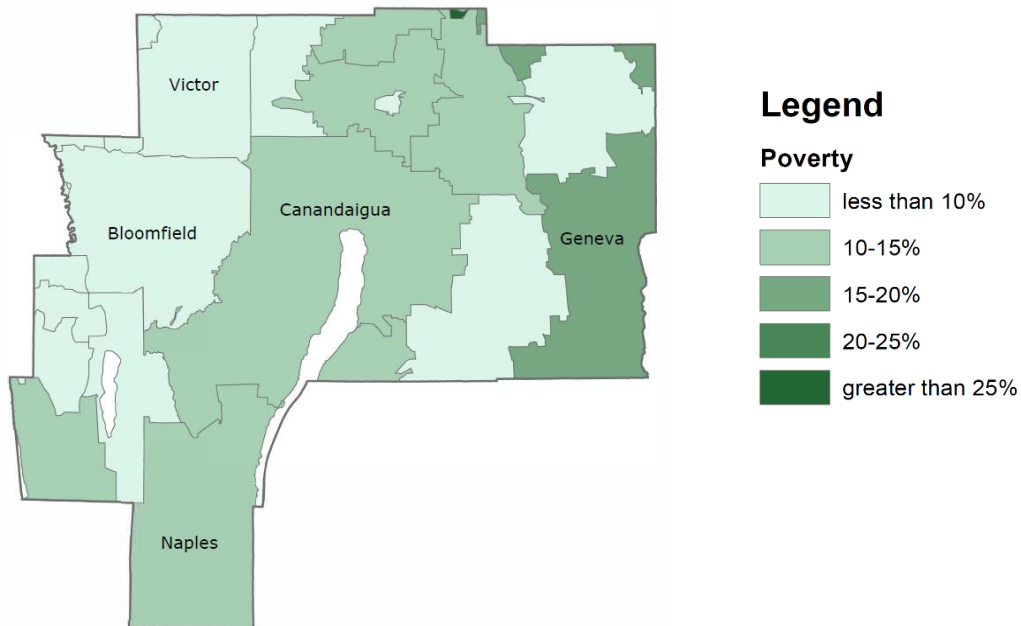 Victor
Canandaigua
Bloomfield
Geneva
Naples
Legend
Poverty
less than 10%
10-15%
15-20%
20-25%
greater than 25%